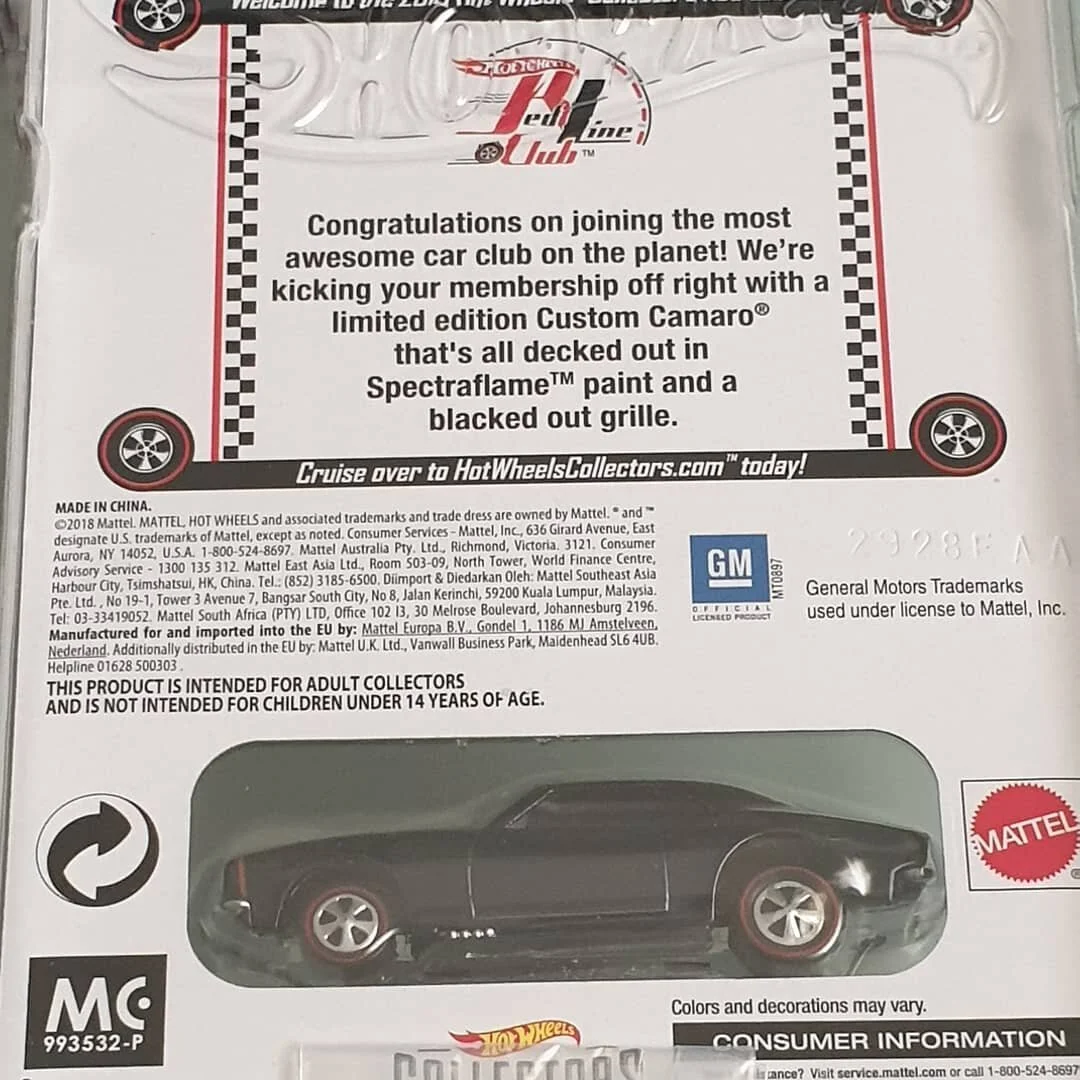 Welcome to the
HOT WHEELS
Red Line
Club™
Congratulations on joining the most
awesome car club on the planet! We're
kicking your membership off right with a
limited edition Custom Camaro®
that's all decked out in
Spectraflame™ paint and a
blacked out grille.
Cruise over to HotWheelsCollectors.com™ today!
MADE IN CHINA.
©2018 Mattel. MATTEL, HOT WHEELS and associated trademarks and trade dress are owned by Mattel. ® and ™
designate U.S. trademarks of Mattel, except as noted. Consumer Services - Mattel, Inc., 636 Girard Avenue, East
Aurora, NY 14052, U.S.A. 1-800-524-8697. Mattel Australia Pty. Ltd., Richmond, Victoria. 3121. Consumer
Advisory Service - 1300 135 312. Mattel East Asia Ltd., Room 503-09, North Tower, World Finance Centre,
Harbour City, Tsimshatsui, HK, China. Tel.: (852) 3185-6500. Diimport & Diedarkan Oleh: Mattel Southeast Asia
Pte. Ltd., No 19-1, Tower 3 Avenue 7, Bangsar South City, No 8, Jalan Kerinchi, 59200 Kuala Lumpur, Malaysia.
Tel: 03-33419052. Mattel South Africa (PTY) LTD, Office 102 I3, 30 Melrose Boulevard, Johannesburg 2196.
Manufactured for and imported into the EU by: Mattel Europa B.V., Gondel 1, 1186 MJ Amstelveen,
Nederland. Additionally distributed in the EU by: Mattel U.K. Ltd., Vanwall Business Park, Maidenhead SL6 4UB.
Helpline 01628 500303.
THIS PRODUCT IS INTENDED FOR ADULT COLLECTORS
AND IS NOT INTENDED FOR CHILDREN UNDER 14 YEARS OF AGE.
GM
MT0897
OFFICIAL
LICENSED PRODUCT
General Motors Trademarks
used under license to Mattel, Inc.
MATTEL
®
MC
993532-P
Colors and decorations may vary.
CONSUMER INFORMATION
Visit service.mattel.com or call 1-800-524-8697
HOT WHEELS
COLLECTORS